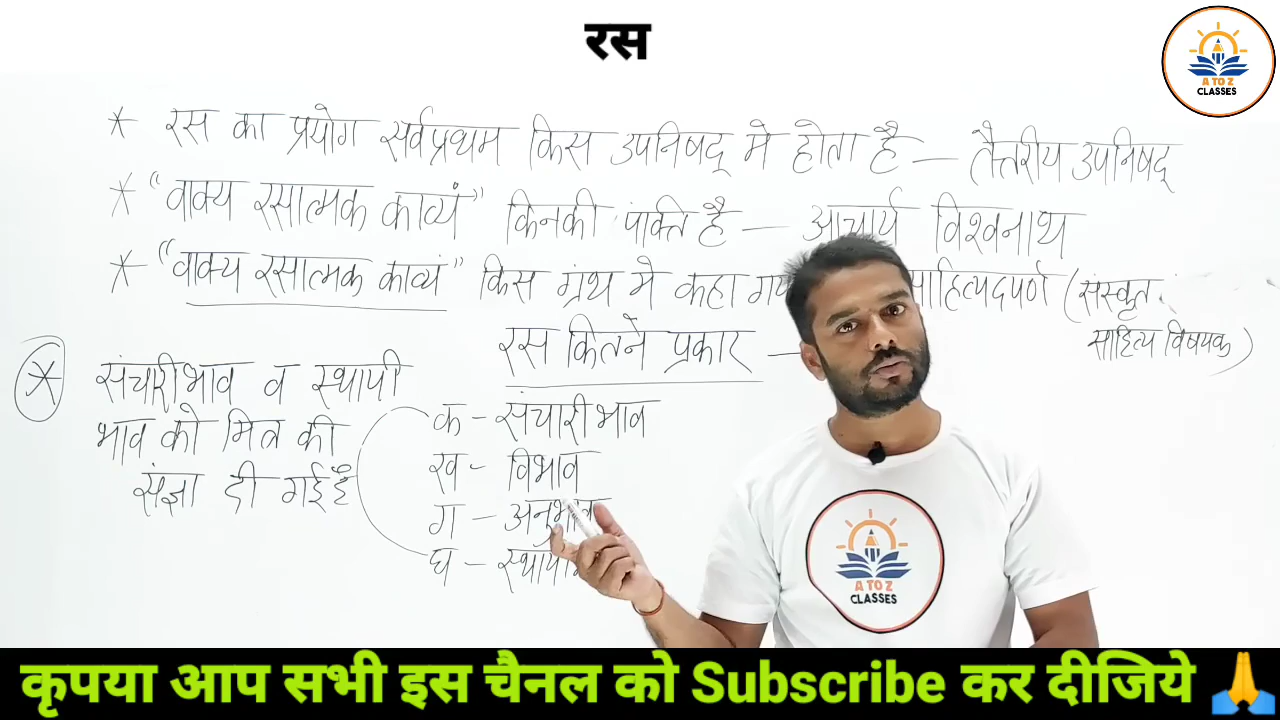 रस
A TO Z
CLASSES
* रस का प्रयोग सर्वप्रथम किस उपनिषद् मे होता है — तैत्तरीय उपनिषद्
* "वाक्य रसात्मक काव्यं" किनकी पंक्ति है — आचार्य विश्वनाथ
* "वाक्य रसात्मक काव्यं" किस ग्रंथ मे कहा साहित्यदर्पण (संस्कृत
साहित्य विषयक)
रस कितने प्रकार —
* संचारीभाव व स्थायी
भाव को मित्र की
संज्ञा दी गई है
क - संचारीभाव
ख - विभाव
ग - अनुभाव
घ -
A TO Z
CLASSES
कृपया आप सभी इस चैनल को Subscribe कर दीजिये 🙏